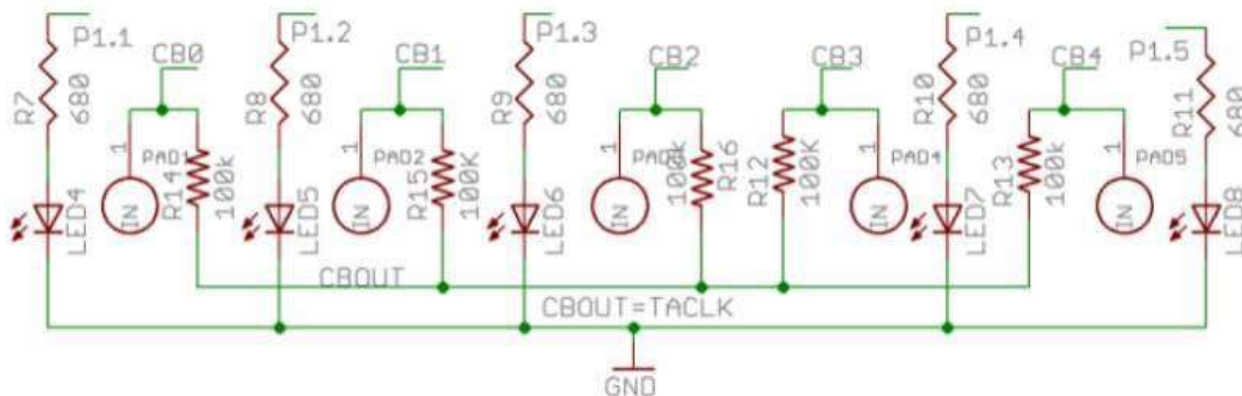 P1.1
P1.2
P1.3
P1.4
P1.5
CB0
CB1
CB2
CB3
CB4
R7
680
R8
680
R9
680
R10
680
R11
680
1
PAD1
1
PAD2
1
1
PAD4
1
PAD5
R14
100k
R15
100K
100k
R16
R12
100K
R13
100k
IN
IN
IN
IN
IN
LED4
LED5
LED6
LED7
LED8
CBOUT
CBOUT=TACLK
GND